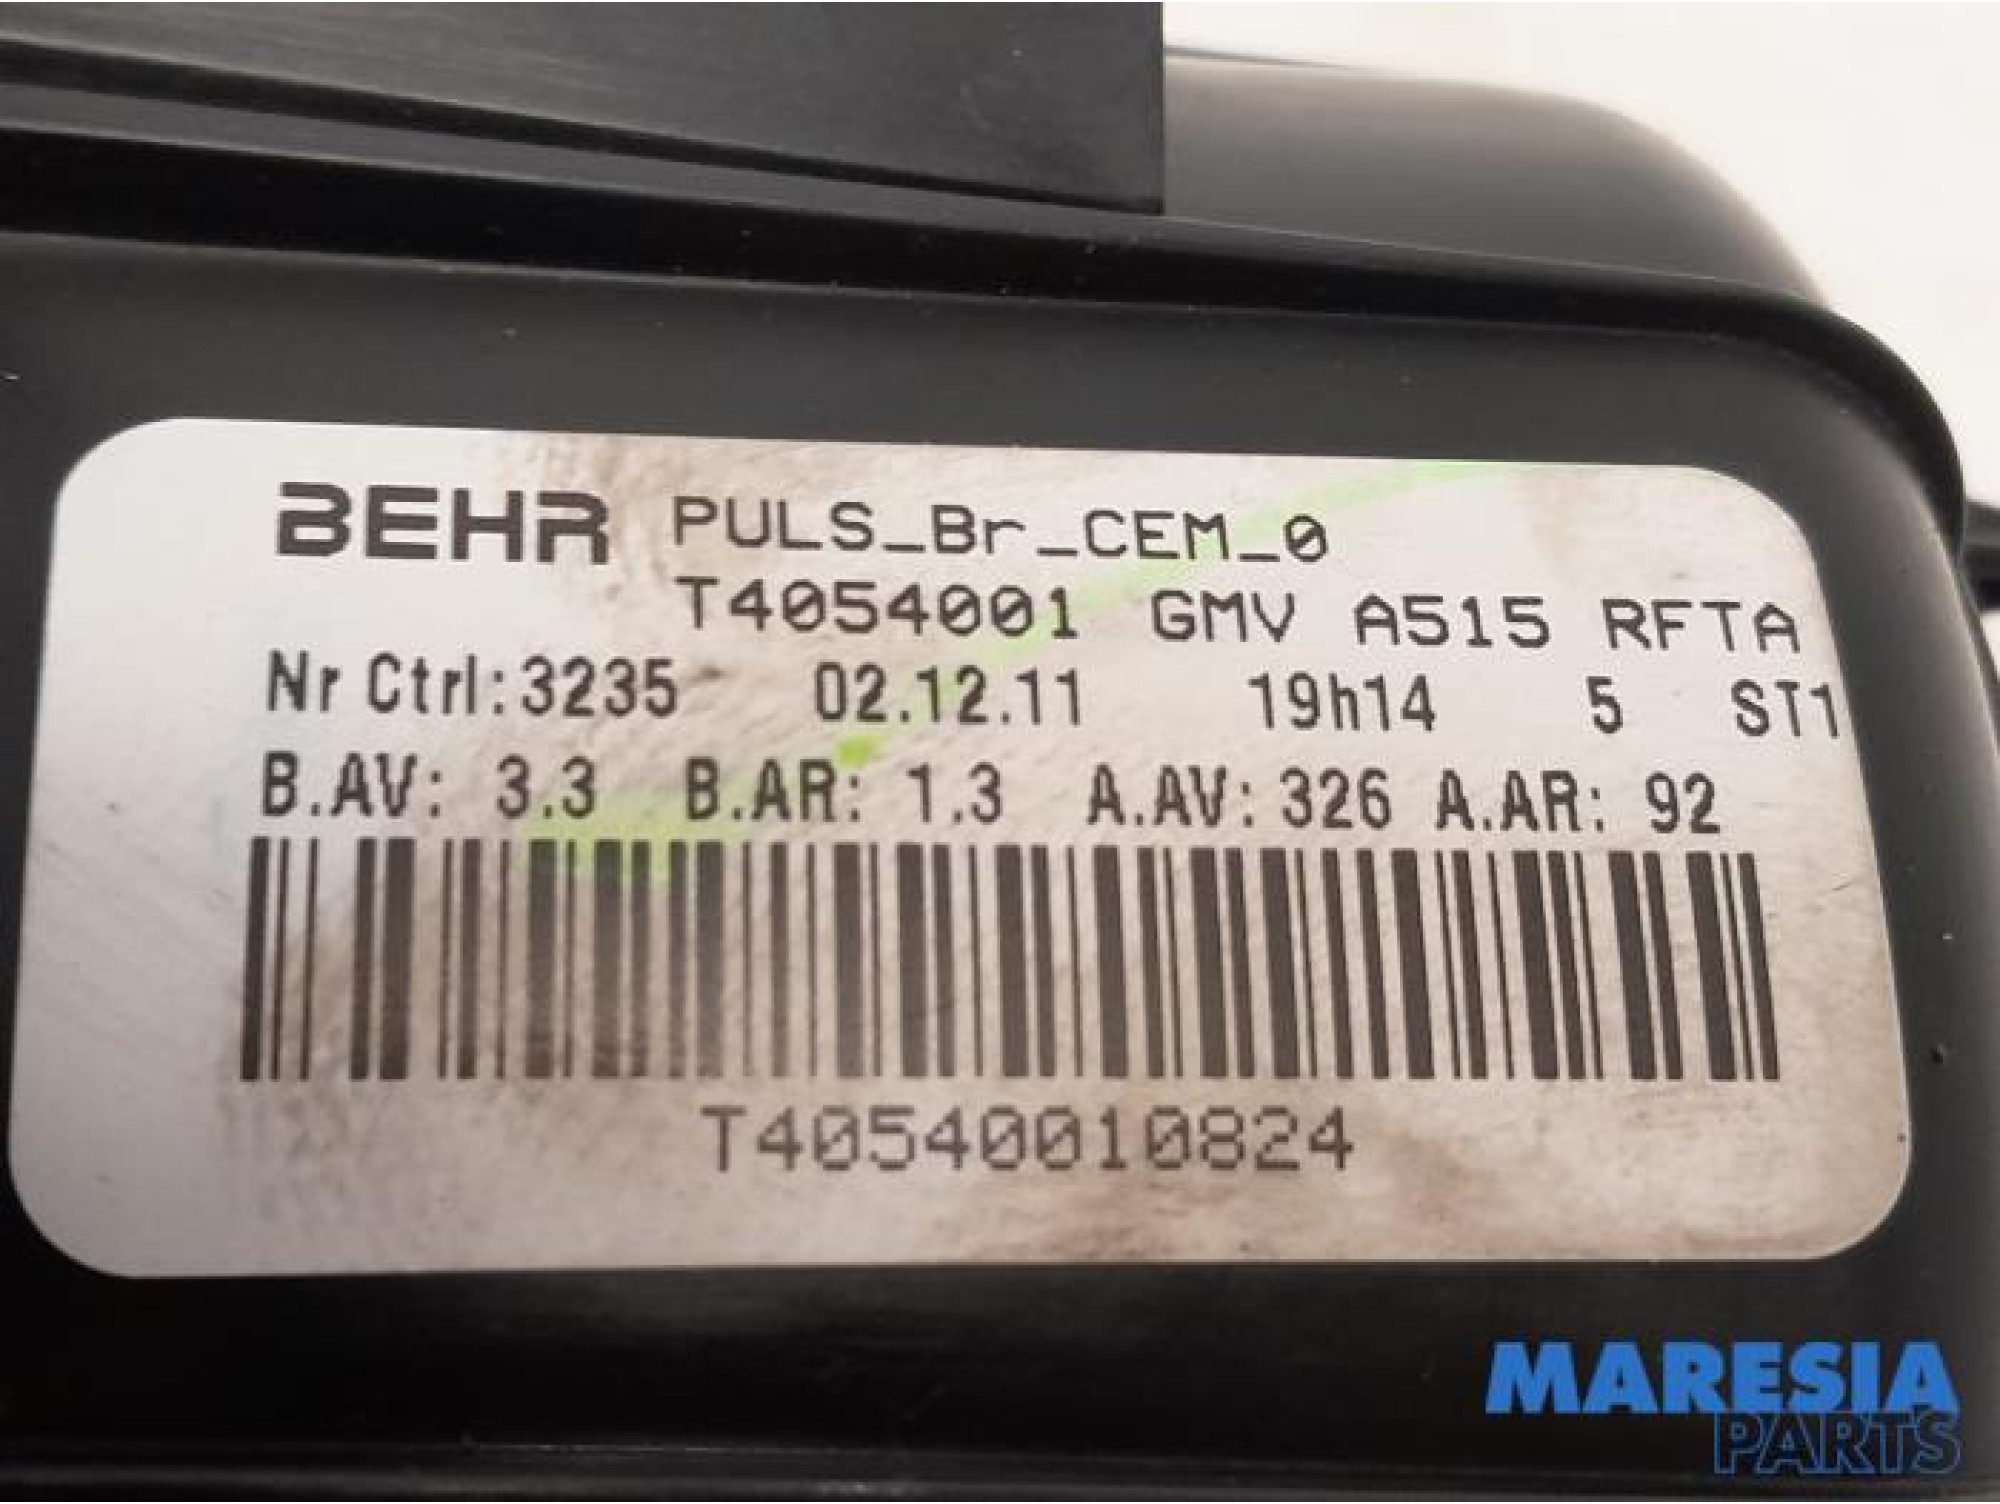 BEHR PULS_Br_CEM_0
T4054001 GMV A515 RFTA
Nr Ctrl:3235 02.12.11 19h14 5 ST1
B.AV: 3.3 B.AR: 1.3 A.AV: 326 A.AR: 92
T40540010824
MARESIA
PARTS